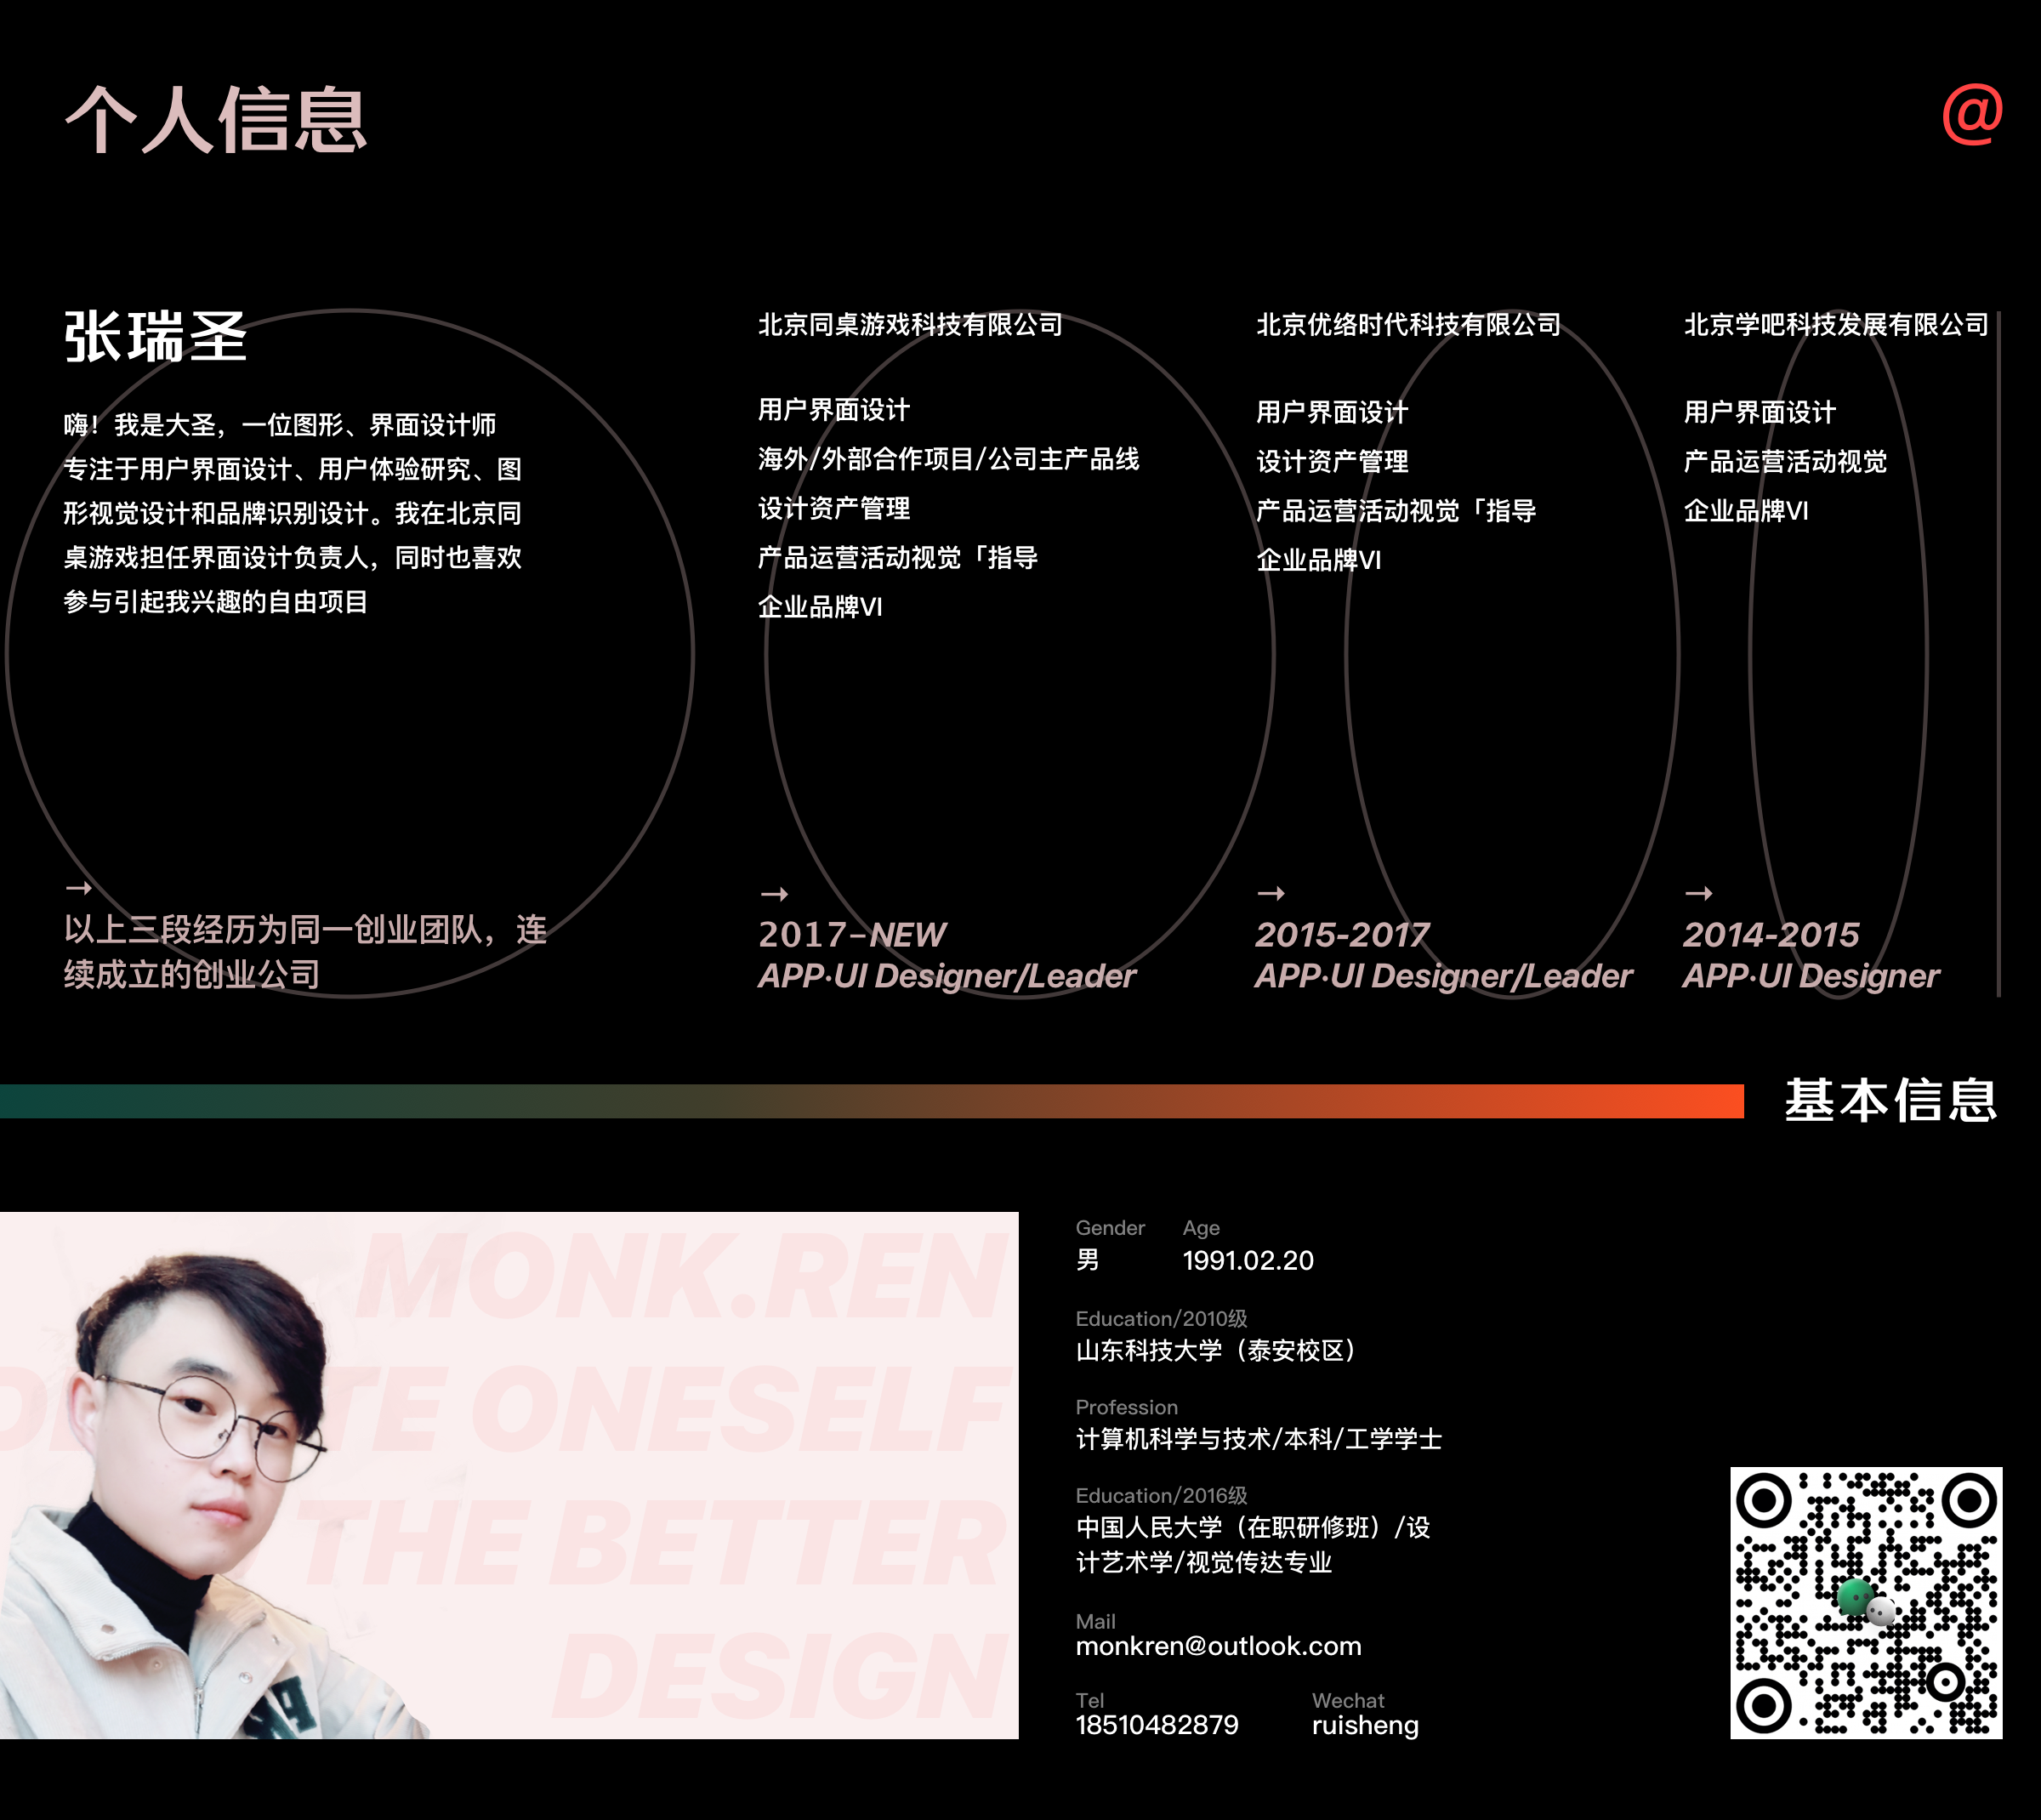 个人信息
@
张瑞圣
嗨！我是大圣，一位图形、界面设计师
专注于用户界面设计、用户体验研究、图
形视觉设计和品牌识别设计。我在北京同
桌游戏担任界面设计负责人，同时也喜欢
参与引起我兴趣的自由项目
→
以上三段经历为同一创业团队，连
续成立的创业公司
北京同桌游戏科技有限公司
用户界面设计
海外/外部合作项目/公司主产品线
设计资产管理
产品运营活动视觉「指导
企业品牌VI
→
2017-NEW
APP·UI Designer/Leader
北京优络时代科技有限公司
用户界面设计
设计资产管理
产品运营活动视觉「指导
企业品牌VI
→
2015-2017
APP·UI Designer/Leader
北京学吧科技发展有限公司
用户界面设计
产品运营活动视觉
企业品牌VI
→
2014-2015
APP·UI Designer
基本信息
MONK.REN
TE ONESELF
THE BETTER
DESIGN
Gender Age
男 1991.02.20
Education/2010级
山东科技大学（泰安校区）
Profession
计算机科学与技术/本科/工学学士
Education/2016级
中国人民大学（在职研修班）/设
计艺术学/视觉传达专业
Mail
monkren@outlook.com
Tel Wechat
18510482879 ruisheng